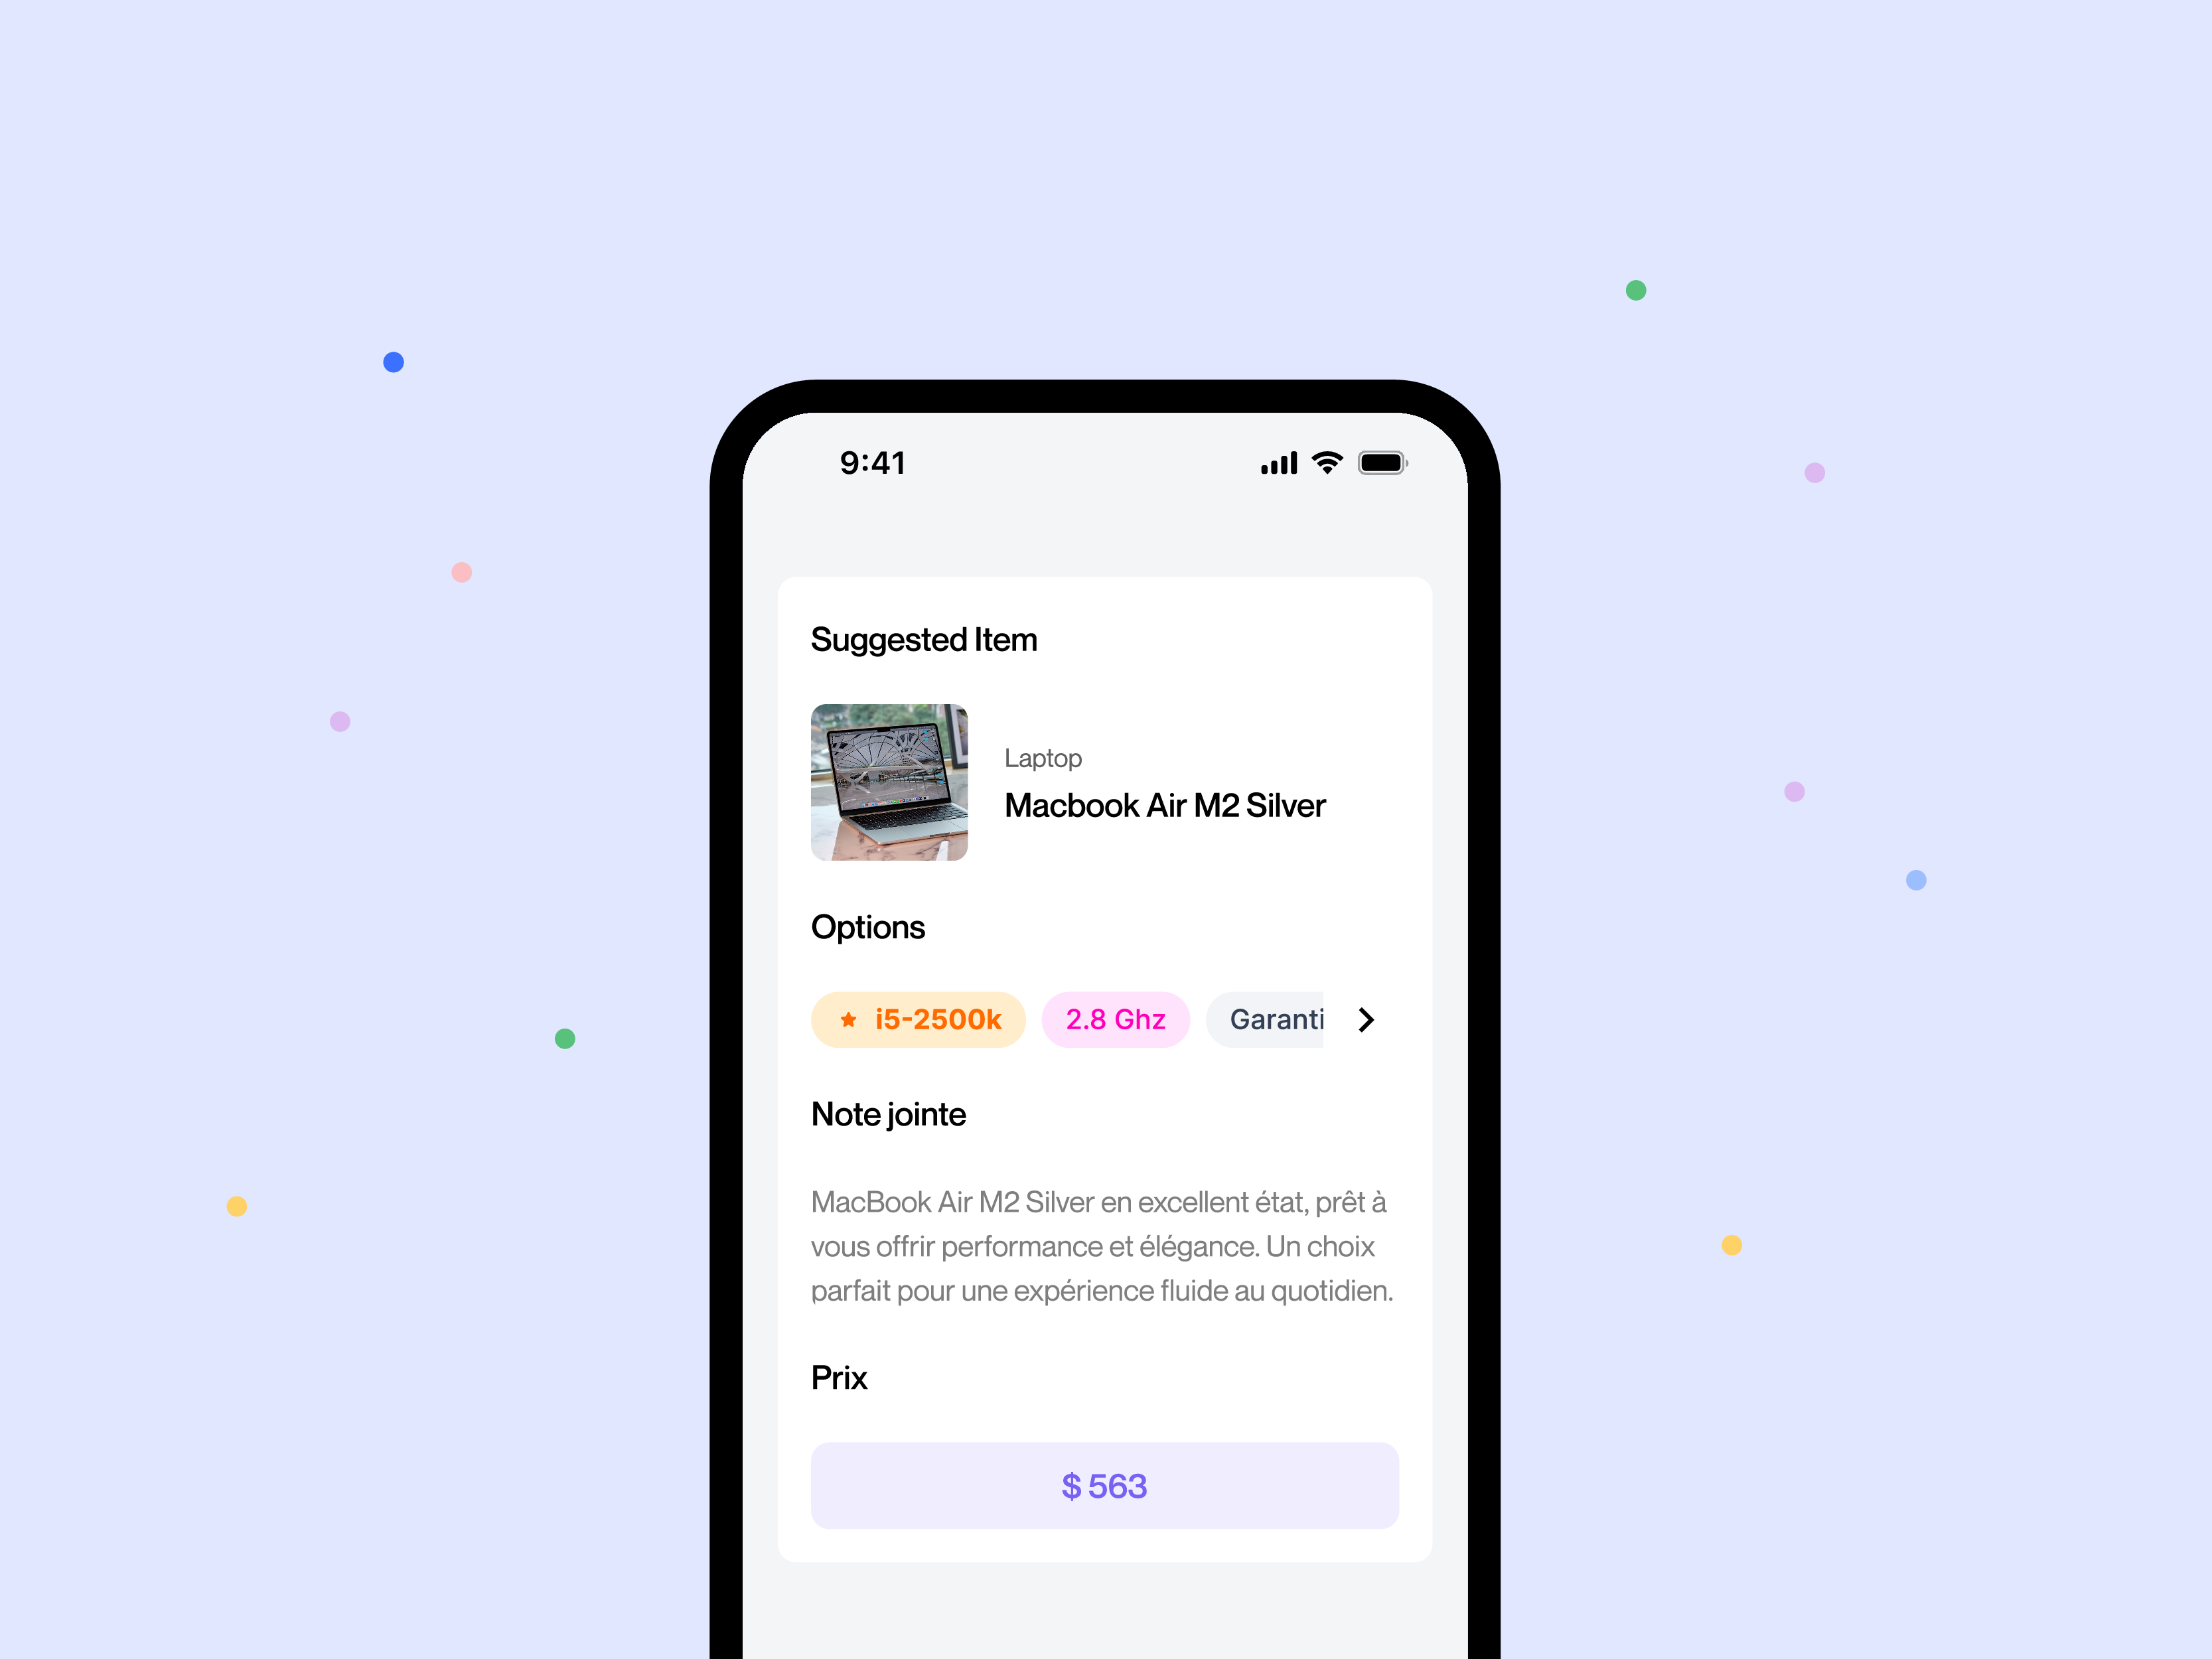 9:41
Suggested Item
Laptop
Macbook Air M2 Silver
Options
i5-2500k
2.8 Ghz
Garanti
Note jointe
MacBook Air M2 Silver en excellent état, prêt à
vous offrir performance et élégance. Un choix
parfait pour une expérience fluide au quotidien.
Prix
$ 563